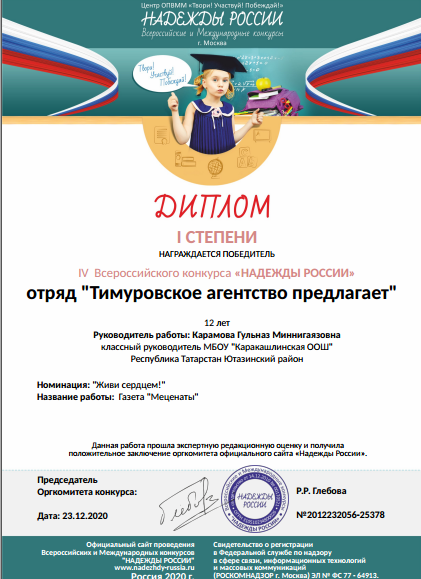 Центр ОПВММ «Твори! Участвуй! Побеждай!»
НАДЕЖДЫ РОССИИ
Всероссийские и Международные конкурсы
г. Москва
Твори!
Участвуй!
Побеждай!
ДИПЛОМ
I СТЕПЕНИ
НАГРАЖДАЕТСЯ ПОБЕДИТЕЛЬ
IV Всероссийского конкурса «НАДЕЖДЫ РОССИИ»
отряд "Тимуровское агентство предлагает"
12 лет
Руководитель работы: Карамова Гульназ Миннигаязовна
классный руководитель МБОУ "Каракашлинская ООШ"
Республика Татарстан Ютазинский район
Номинация: "Живи сердцем!"
Название работы: Газета "Меценаты"
Данная работа прошла экспертную редакционную оценку и получила
положительное заключение оргкомитета официального сайта «Надежды России».
Председатель
Оргкомитета конкурса:
Глебов
НАДЕЖДЫ
РОССИИ
Р.Р. Глебова
Дата: 23.12.2020
№2012232056-25378
Официальный сайт проведения
Всероссийских и Международных конкурсов
"НАДЕЖДЫ РОССИИ"
www.nadezhdy-russia.ru
Россия 2020 г.
Свидетельство о регистрации
в Федеральной службе по надзору
в сфере связи, информационных технологий
и массовых коммуникаций
(РОСКОМНАДЗОР г. Москва) ЭЛ № ФС 77 - 64913.